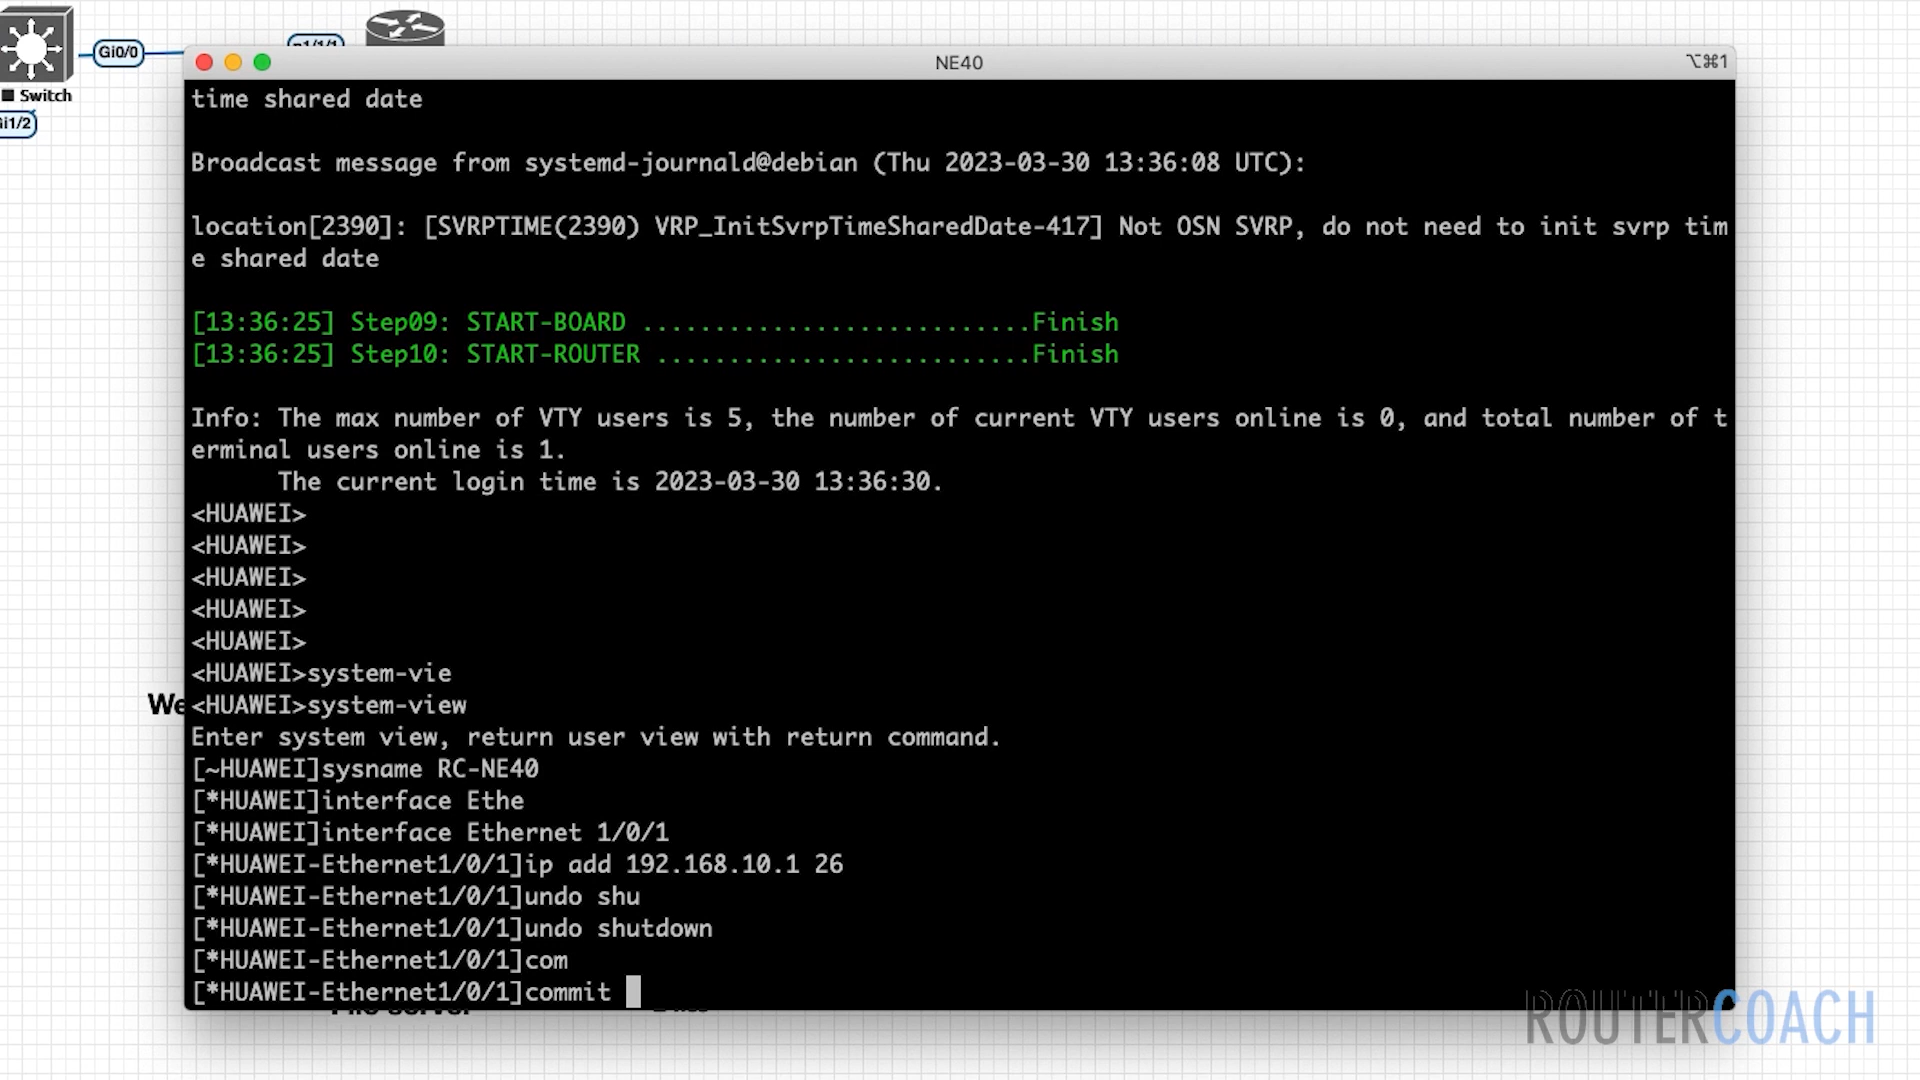 Gi0/0
Switch
Gi1/2
NE40
⌥⌘1
time shared date
Broadcast message from systemd-journald@debian (Thu 2023-03-30 13:36:08 UTC):
location[2390]: [SVRPTIME(2390) VRP_InitSvrpTimeSharedDate-417] Not OSN SVRP, do not need to init svrp tim
e shared date
[13:36:25] Step09: START-BOARD ...........................Finish
[13:36:25] Step10: START-ROUTER ..........................Finish
Info: The max number of VTY users is 5, the number of current VTY users online is 0, and total number of t
erminal users online is 1.
The current login time is 2023-03-30 13:36:30.
<HUAWEI>
<HUAWEI>
<HUAWEI>
<HUAWEI>
<HUAWEI>
<HUAWEI>system-vie
We
<HUAWEI>system-view
Enter system view, return user view with return command.
[~HUAWEI]sysname RC-NE40
[*HUAWEI]interface Ethe
[*HUAWEI]interface Ethernet 1/0/1
[*HUAWEI-Ethernet1/0/1]ip add 192.168.10.1 26
[*HUAWEI-Ethernet1/0/1]undo shu
[*HUAWEI-Ethernet1/0/1]undo shutdown
[*HUAWEI-Ethernet1/0/1]com
[*HUAWEI-Ethernet1/0/1]commit
ROUTERCOACH